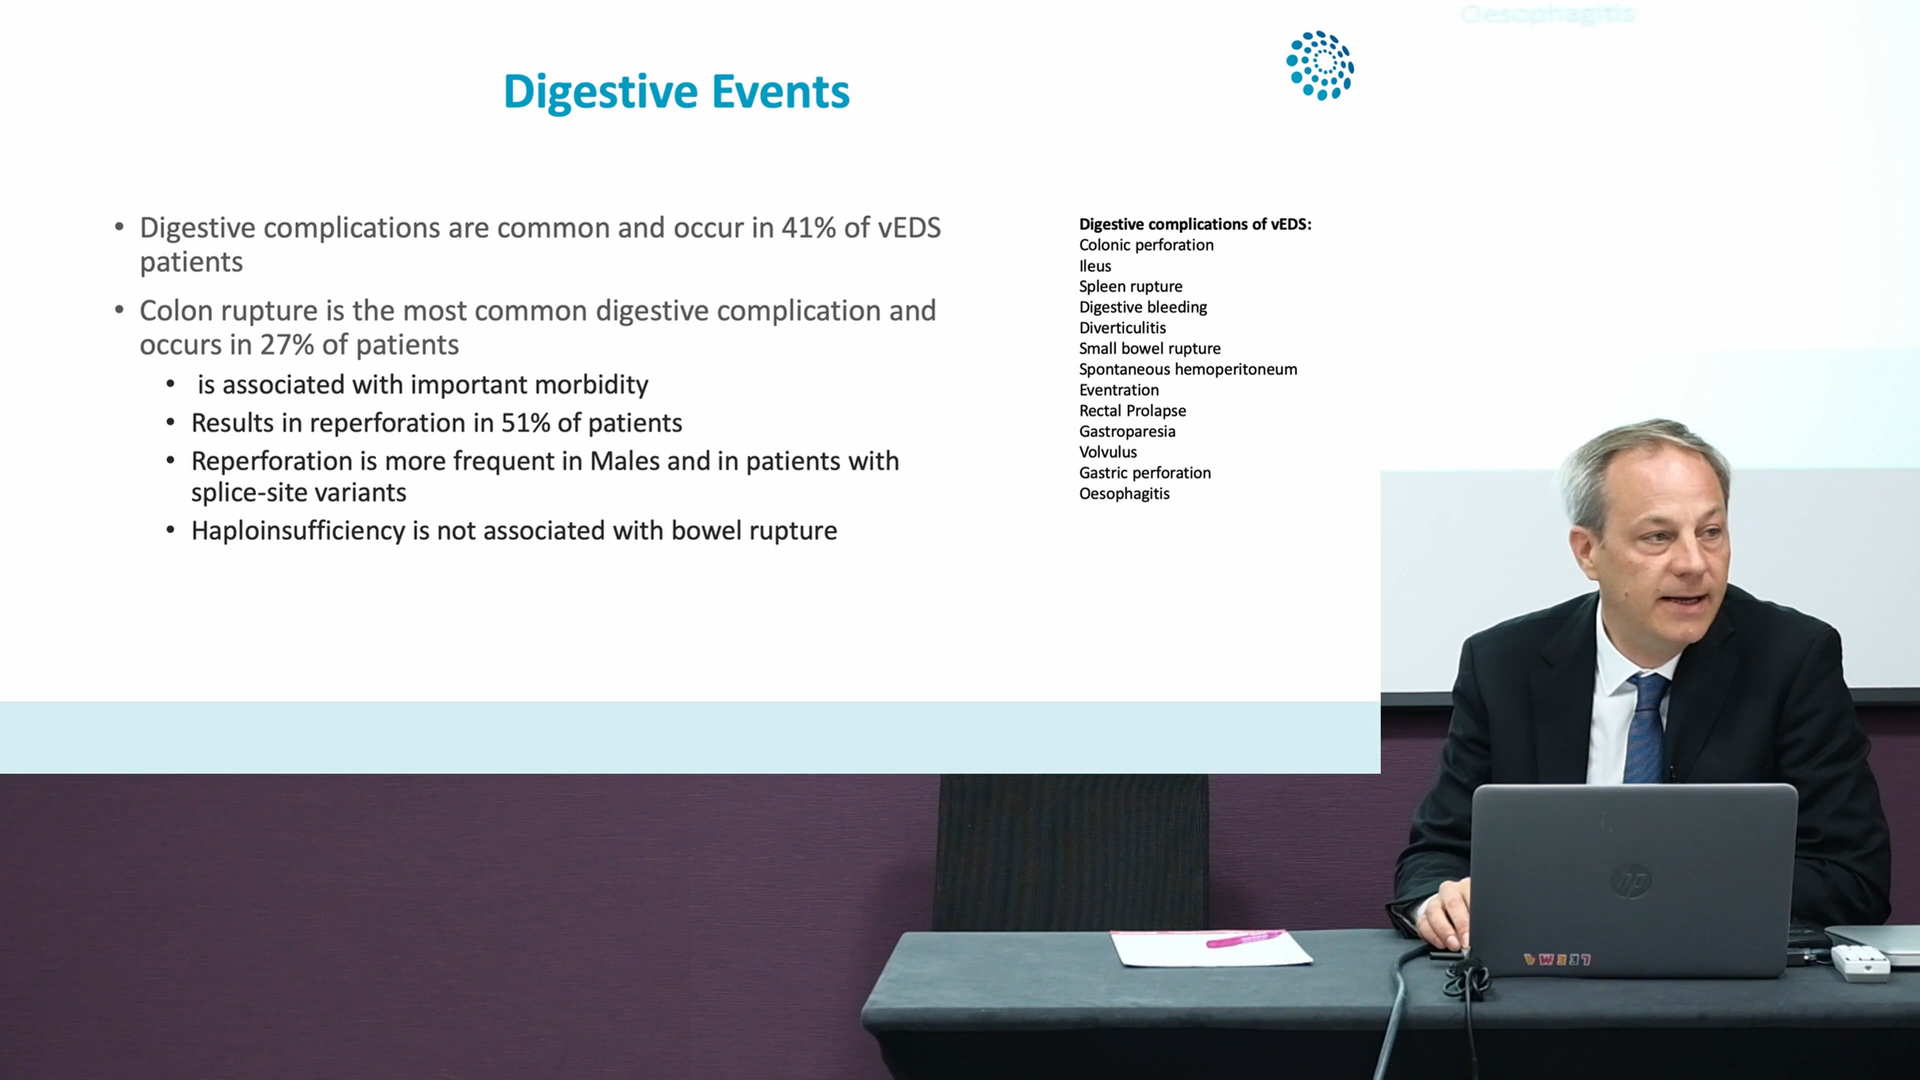 Oesophagitis
Digestive Events
• Digestive complications are common and occur in 41% of vEDS
patients
• Colon rupture is the most common digestive complication and
occurs in 27% of patients
• is associated with important morbidity
• Results in reperforation in 51% of patients
• Reperforation is more frequent in Males and in patients with
splice-site variants
• Haploinsufficiency is not associated with bowel rupture
Digestive complications of vEDS:
Colonic perforation
Ileus
Spleen rupture
Digestive bleeding
Diverticulitis
Small bowel rupture
Spontaneous hemoperitoneum
Eventration
Rectal Prolapse
Gastroparesia
Volvulus
Gastric perforation
Oesophagitis
hp
W337